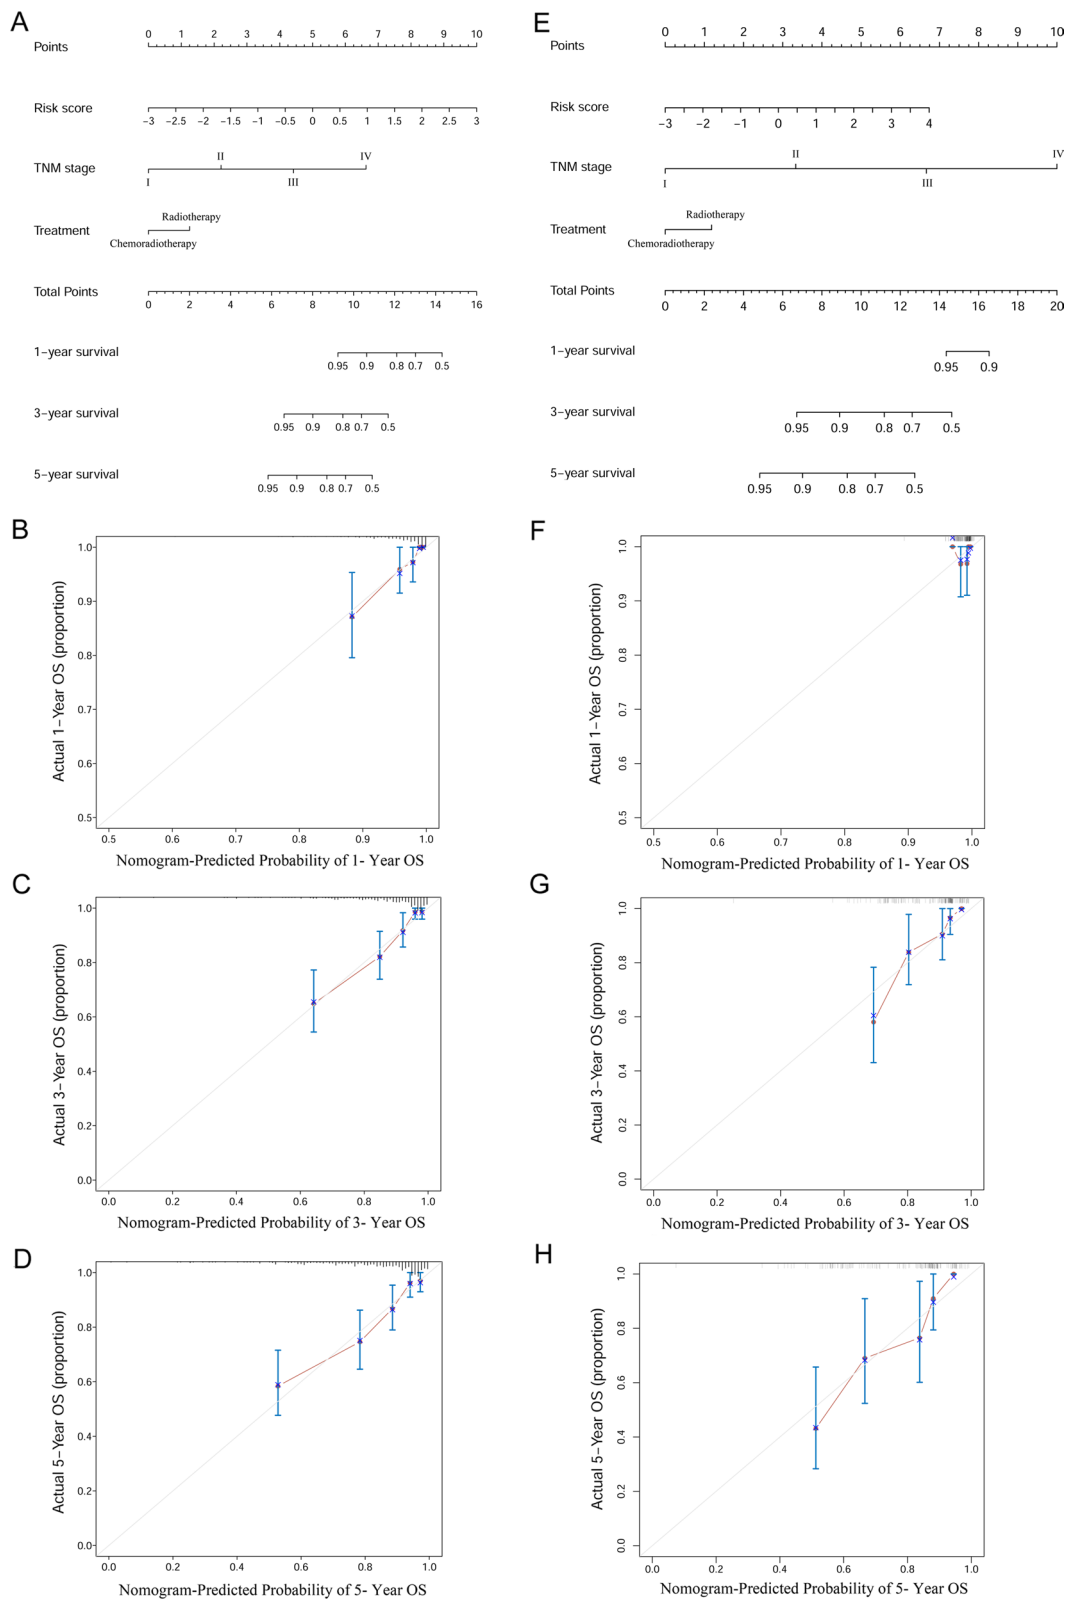 A
Points
0 1 2 3 4 5 6 7 8 9 10
Risk score
−3 −2.5 −2 −1.5 −1 −0.5 0 0.5 1 1.5 2 2.5 3
TNM stage
II IV
I III
Treatment
Radiotherapy
Chemoradiotherapy
Total Points
0 2 4 6 8 10 12 14 16
1−year survival
0.95 0.9 0.8 0.7 0.5
3−year survival
0.95 0.9 0.8 0.7 0.5
5−year survival
0.95 0.9 0.8 0.7 0.5
E
Points
0 1 2 3 4 5 6 7 8 9 10
Risk score
−3 −2 −1 0 1 2 3 4
TNM stage
II IV
I III
Treatment
Radiotherapy
Chemoradiotherapy
Total Points
0 2 4 6 8 10 12 14 16 18 20
1−year survival
0.95 0.9
3−year survival
0.95 0.9 0.8 0.7 0.5
5−year survival
0.95 0.9 0.8 0.7 0.5
B
Actual 1−Year OS (proportion)
1.0
0.9
0.8
0.7
0.6
0.5
0.5 0.6 0.7 0.8 0.9 1.0
Nomogram-Predicted Probability of 1- Year OS
F
Actual 1−Year OS (proportion)
1.0
0.9
0.8
0.7
0.6
0.5
0.5 0.6 0.7 0.8 0.9 1.0
Nomogram-Predicted Probability of 1- Year OS
C
Actual 3−Year OS (proportion)
1.0
0.8
0.6
0.4
0.2
0.0
0.0 0.2 0.4 0.6 0.8 1.0
Nomogram-Predicted Probability of 3- Year OS
G
Actual 3−Year OS (proportion)
1.0
0.8
0.6
0.4
0.2
0.0
0.0 0.2 0.4 0.6 0.8 1.0
Nomogram-Predicted Probability of 3- Year OS
D
Actual 5−Year OS (proportion)
1.0
0.8
0.6
0.4
0.2
0.0
0.0 0.2 0.4 0.6 0.8 1.0
Nomogram-Predicted Probability of 5- Year OS
H
Actual 5−Year OS (proportion)
1.0
0.8
0.6
0.4
0.2
0.0
0.0 0.2 0.4 0.6 0.8 1.0
Nomogram-Predicted Probability of 5- Year OS